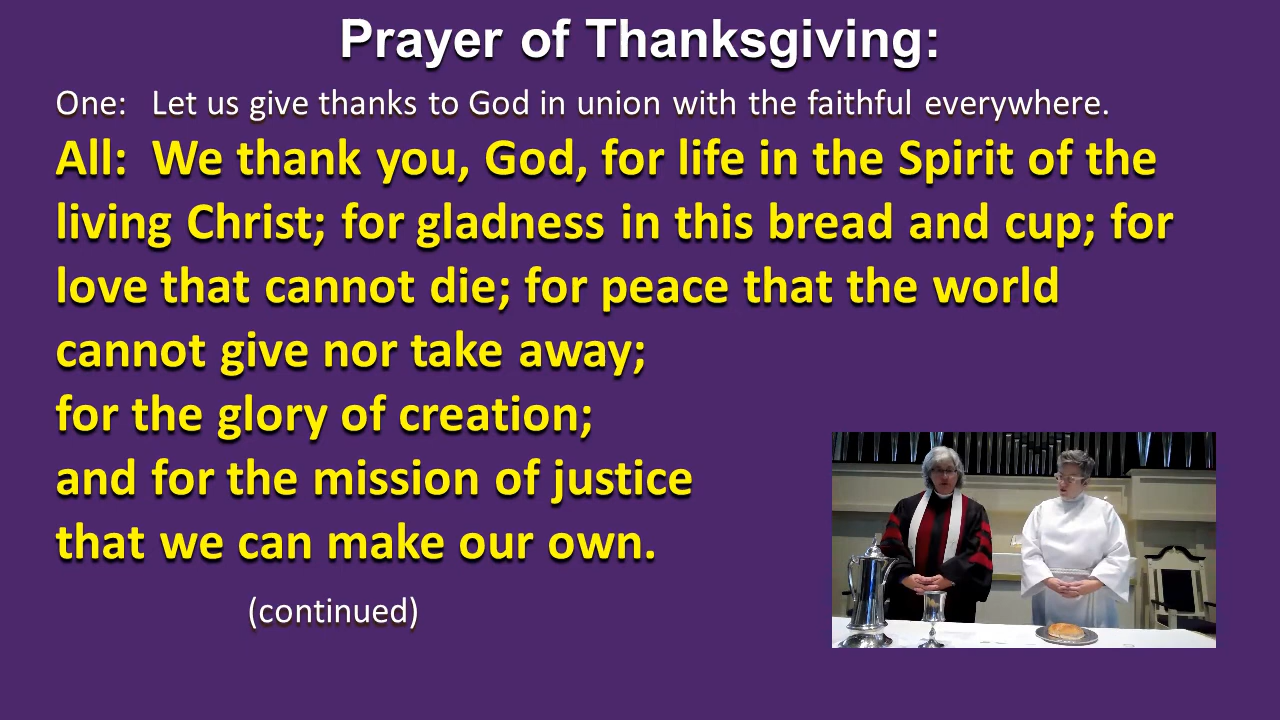 Prayer of Thanksgiving:
One: Let us give thanks to God in union with the faithful everywhere.
All: We thank you, God, for life in the Spirit of the
living Christ; for gladness in this bread and cup; for
love that cannot die; for peace that the world
cannot give nor take away;
for the glory of creation;
and for the mission of justice
that we can make our own.
(continued)